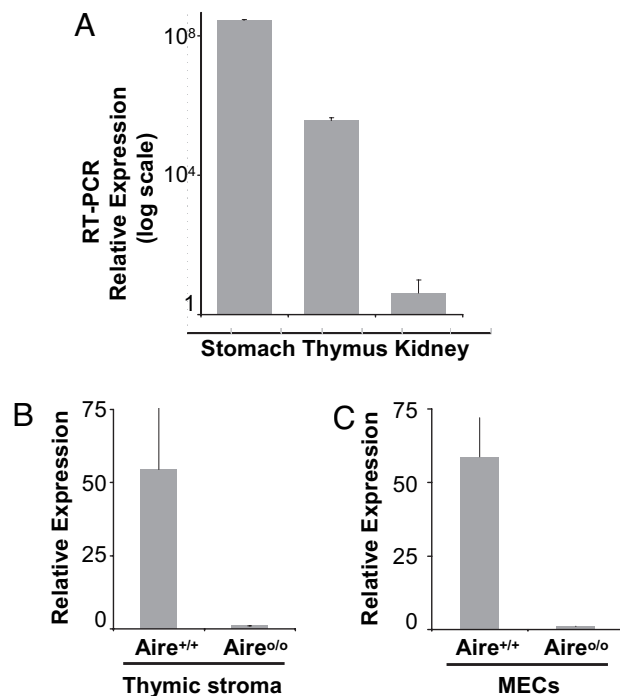 A
RT-PCR
Relative Expression
(log scale)
10⁸
10⁴
1
Stomach Thymus Kidney
B
Relative Expression
75
50
25
0
Aire+/+ Aireo/o
Thymic stroma
C
Relative Expression
75
50
25
0
Aire+/+ Aireo/o
MECs